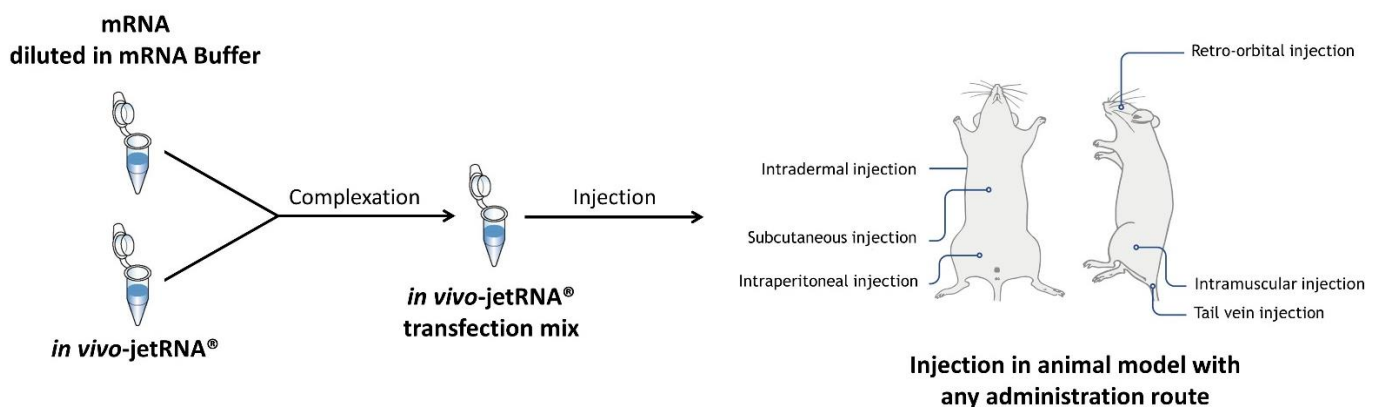 mRNA
diluted in mRNA Buffer
in vivo-jetRNA®
Complexation
in vivo-jetRNA®
transfection mix
Injection
Retro-orbital injection
Intradermal injection
Subcutaneous injection
Intraperitoneal injection
Intramuscular injection
Tail vein injection
Injection in animal model with
any administration route